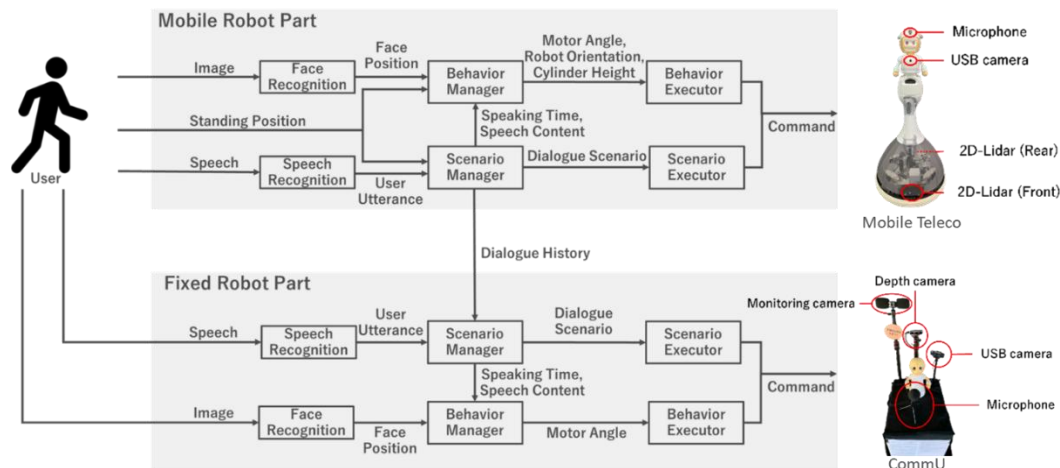 Mobile Robot Part
Image
Face
Recognition
Face
Position
Behavior
Manager
Motor Angle,
Robot Orientation,
Cylinder Height
Behavior
Executor
Standing Position
Speaking Time,
Speech Content
Command
Speech
Speech
Recognition
User
Utterance
Scenario
Manager
Dialogue Scenario
Scenario
Executor
User
Dialogue History
Microphone
USB camera
2D-Lidar (Rear)
2D-Lidar (Front)
Mobile Teleco
Fixed Robot Part
Speech
Speech
Recognition
User
Utterance
Scenario
Manager
Dialogue
Scenario
Scenario
Executor
Speaking Time,
Speech Content
Command
Image
Face
Recognition
Face
Position
Behavior
Manager
Motor Angle
Behavior
Executor
Depth camera
Monitoring camera
USB camera
Microphone
CommU